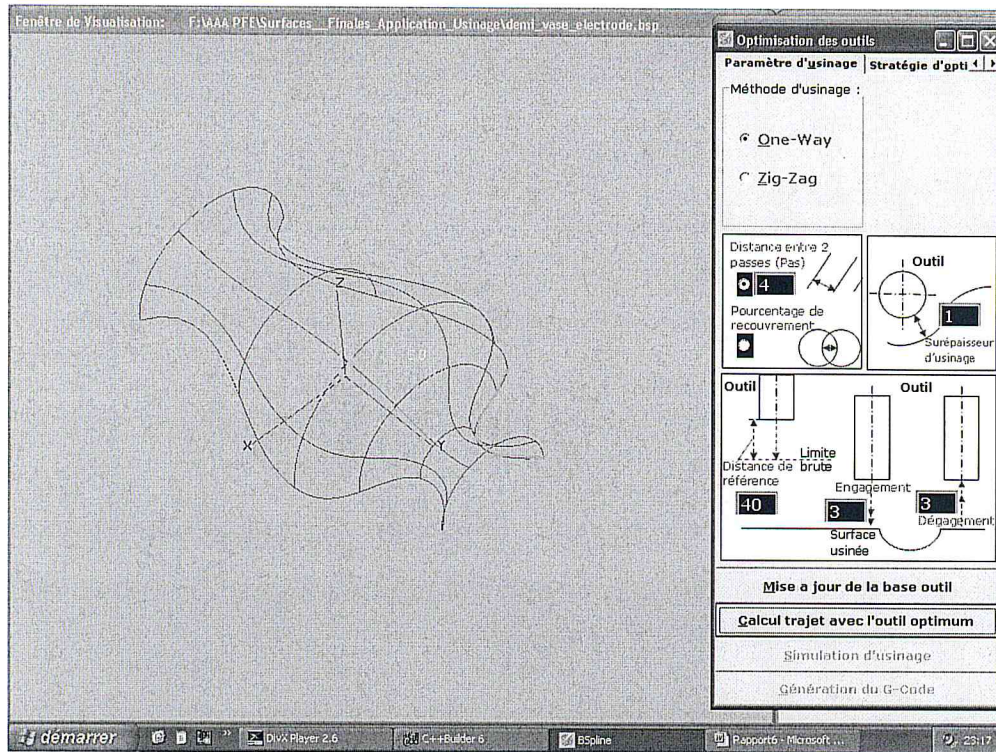 Fenêtre de Visualisation: F:\AAA PFE\Surfaces__Finales_Application_Usinage\demi_vase_electrode.bsp
Z
X
Y
Optimisation des outils
Paramètre d'usinage
Stratégie d'opti
Méthode d'usinage :
One-Way
Zig-Zag
Distance entre 2
passes (Pas)
4
Pourcentage de
recouvrement
Outil
1
Surépaisseur
d'usinage
Outil
Outil
Limite
brute
Distance de
référence
40
Engagement
3
3
Dégagement
Surface
usinée
Mise a jour de la base outil
Calcul trajet avec l'outil optimum
Simulation d'usinage
Génération du G-Code
démarrer
DivX Player 2.6
C++Builder 6
BSpline
Rapport6 - Microsoft ...
23:17